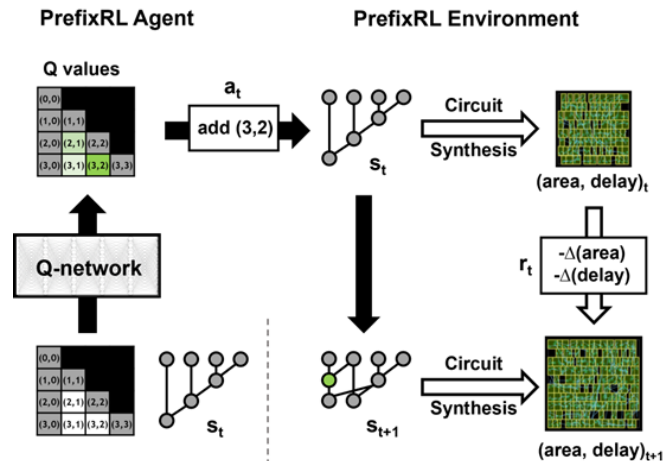 PrefixRL Agent
PrefixRL Environment
Q values
(0,0)
(1,0) (1,1)
(2,0) (2,1) (2,2)
(3,0) (3,1) (3,2) (3,3)
a_t
add (3,2)
s_t
Circuit
Synthesis
(area, delay)_t
Q-network
r_t
-Δ(area)
-Δ(delay)
(0,0)
(1,0) (1,1)
(2,0) (2,1) (2,2)
(3,0) (3,1) (3,2) (3,3)
s_t
s_t+1
Circuit
Synthesis
(area, delay)_t+1